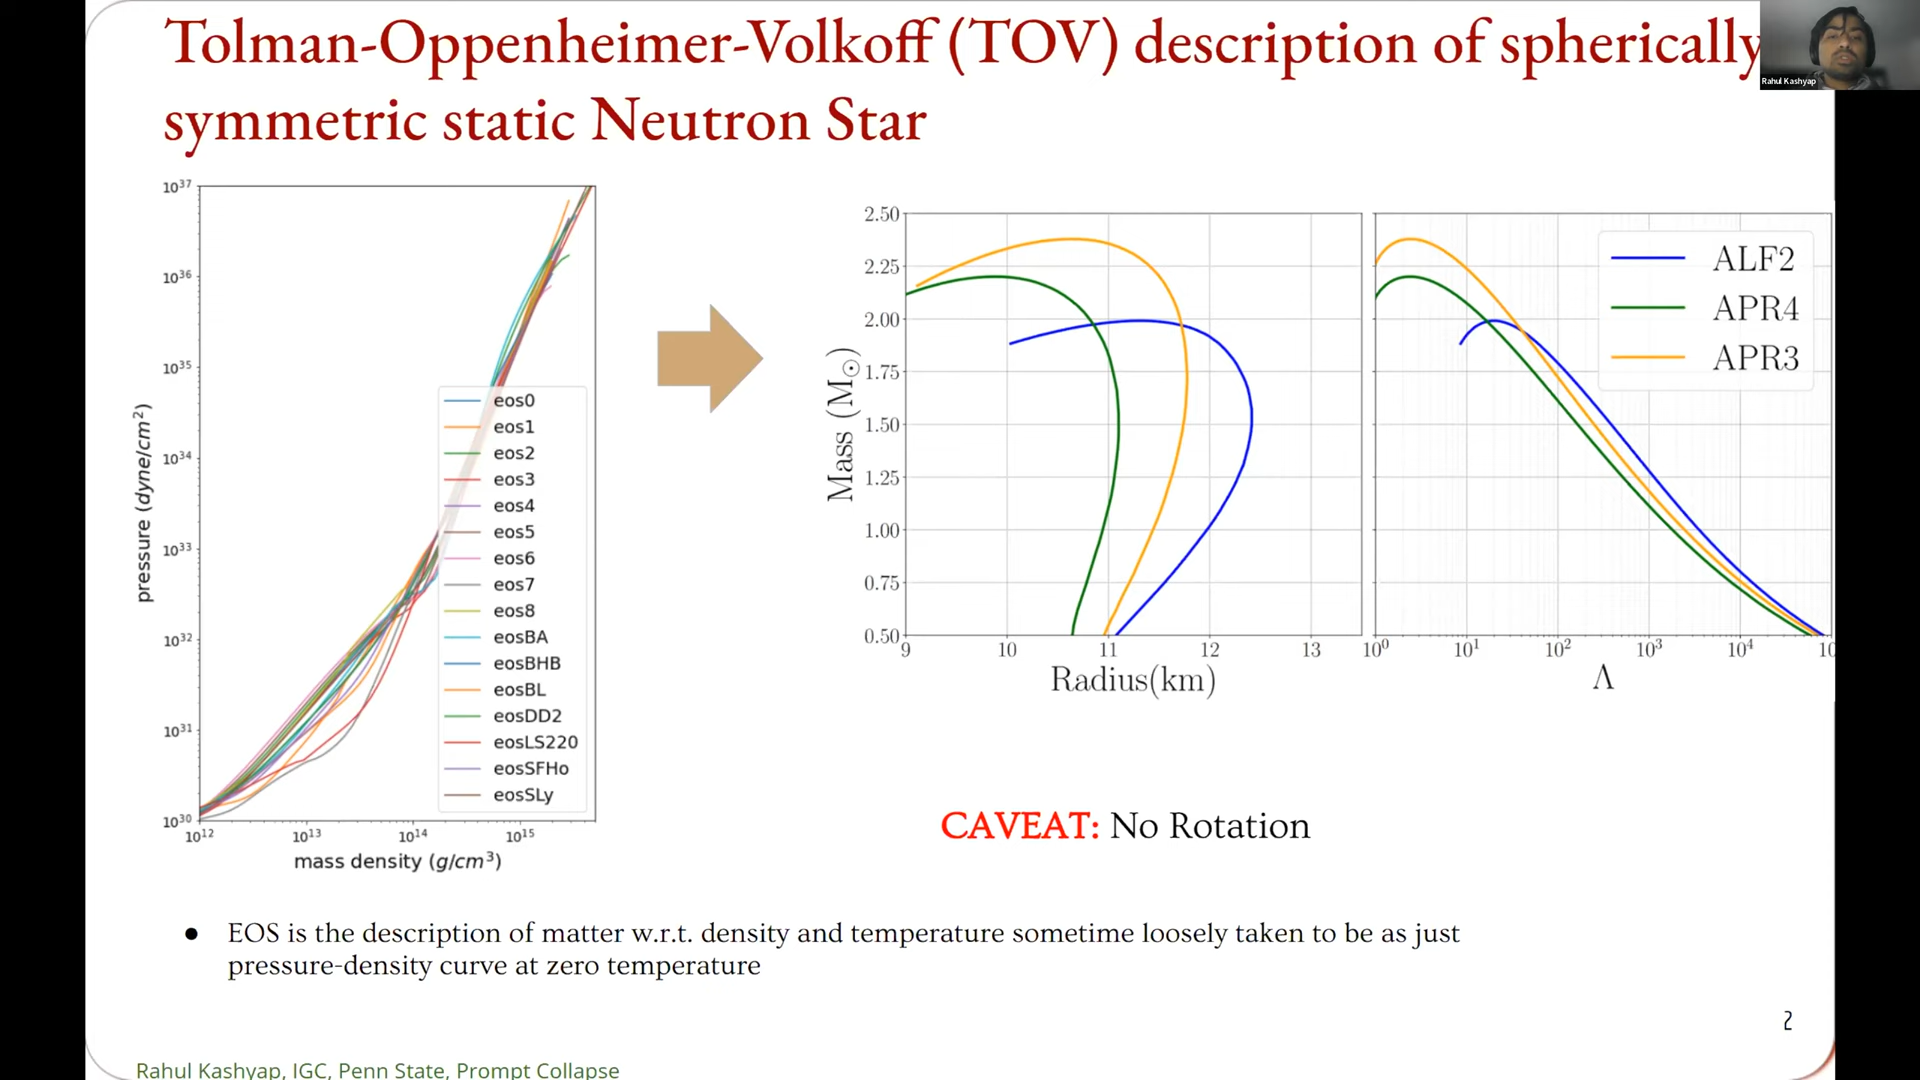 Tolman-Oppenheimer-Volkoff (TOV) description of spherically
symmetric static Neutron Star
Rahul Kashyap
10^37
10^36
10^35
10^34
10^33
10^32
10^31
10^30
pressure (dyne/cm^2)
eos0
eos1
eos2
eos3
eos4
eos5
eos6
eos7
eos8
eosBA
eosBHB
eosBL
eosDD2
eosLS220
eosSFHo
eosSLy
10^12 10^13 10^14 10^15
mass density (g/cm^3)
2.50
2.25
2.00
1.75
1.50
1.25
1.00
0.75
0.50
Mass (M_⊙)
9 10 11 12 13
Radius(km)
ALF2
APR4
APR3
10^0 10^1 10^2 10^3 10^4 10
Λ
CAVEAT: No Rotation
● EOS is the description of matter w.r.t. density and temperature sometime loosely taken to be as just
pressure-density curve at zero temperature
2
Rahul Kashyap, IGC, Penn State, Prompt Collapse